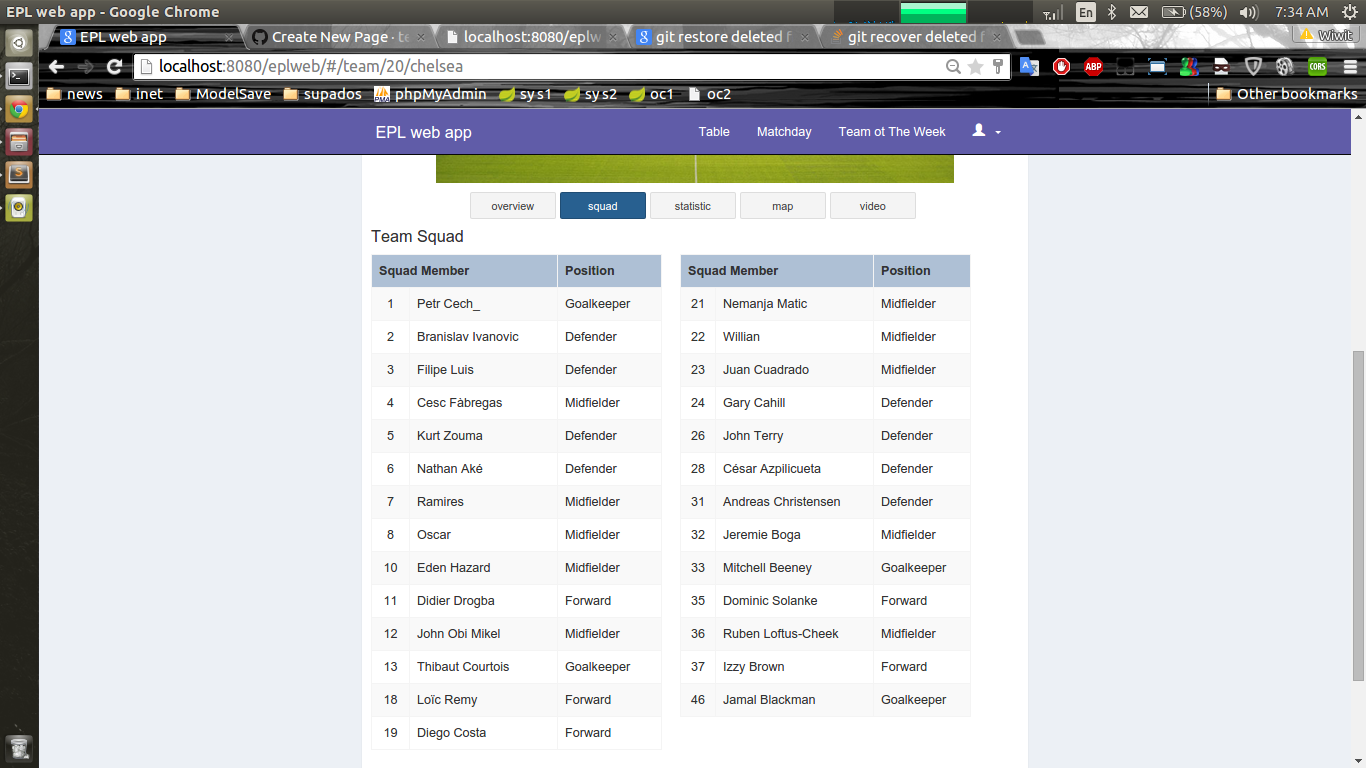 EPL web app - Google Chrome
En
(58%)
7:34 AM
EPL web app
Create New Page · te
localhost:8080/eplw
git restore deleted f
git recover deleted f
Wiwit
localhost:8080/eplweb/#/team/20/chelsea
ABP
CORS
news
inet
ModelSave
supados
phpMyAdmin
sys1
sys2
oc1
oc2
Other bookmarks
EPL web app
Table
Matchday
Team ot The Week
overview
squad
statistic
map
video
Team Squad
Squad Member Position
1 Petr Cech_ Goalkeeper
2 Branislav Ivanovic Defender
3 Filipe Luis Defender
4 Cesc Fàbregas Midfielder
5 Kurt Zouma Defender
6 Nathan Aké Defender
7 Ramires Midfielder
8 Oscar Midfielder
10 Eden Hazard Midfielder
11 Didier Drogba Forward
12 John Obi Mikel Midfielder
13 Thibaut Courtois Goalkeeper
18 Loïc Remy Forward
19 Diego Costa Forward
Squad Member Position
21 Nemanja Matic Midfielder
22 Willian Midfielder
23 Juan Cuadrado Midfielder
24 Gary Cahill Defender
26 John Terry Defender
28 César Azpilicueta Defender
31 Andreas Christensen Defender
32 Jeremie Boga Midfielder
33 Mitchell Beeney Goalkeeper
35 Dominic Solanke Forward
36 Ruben Loftus-Cheek Midfielder
37 Izzy Brown Forward
46 Jamal Blackman Goalkeeper